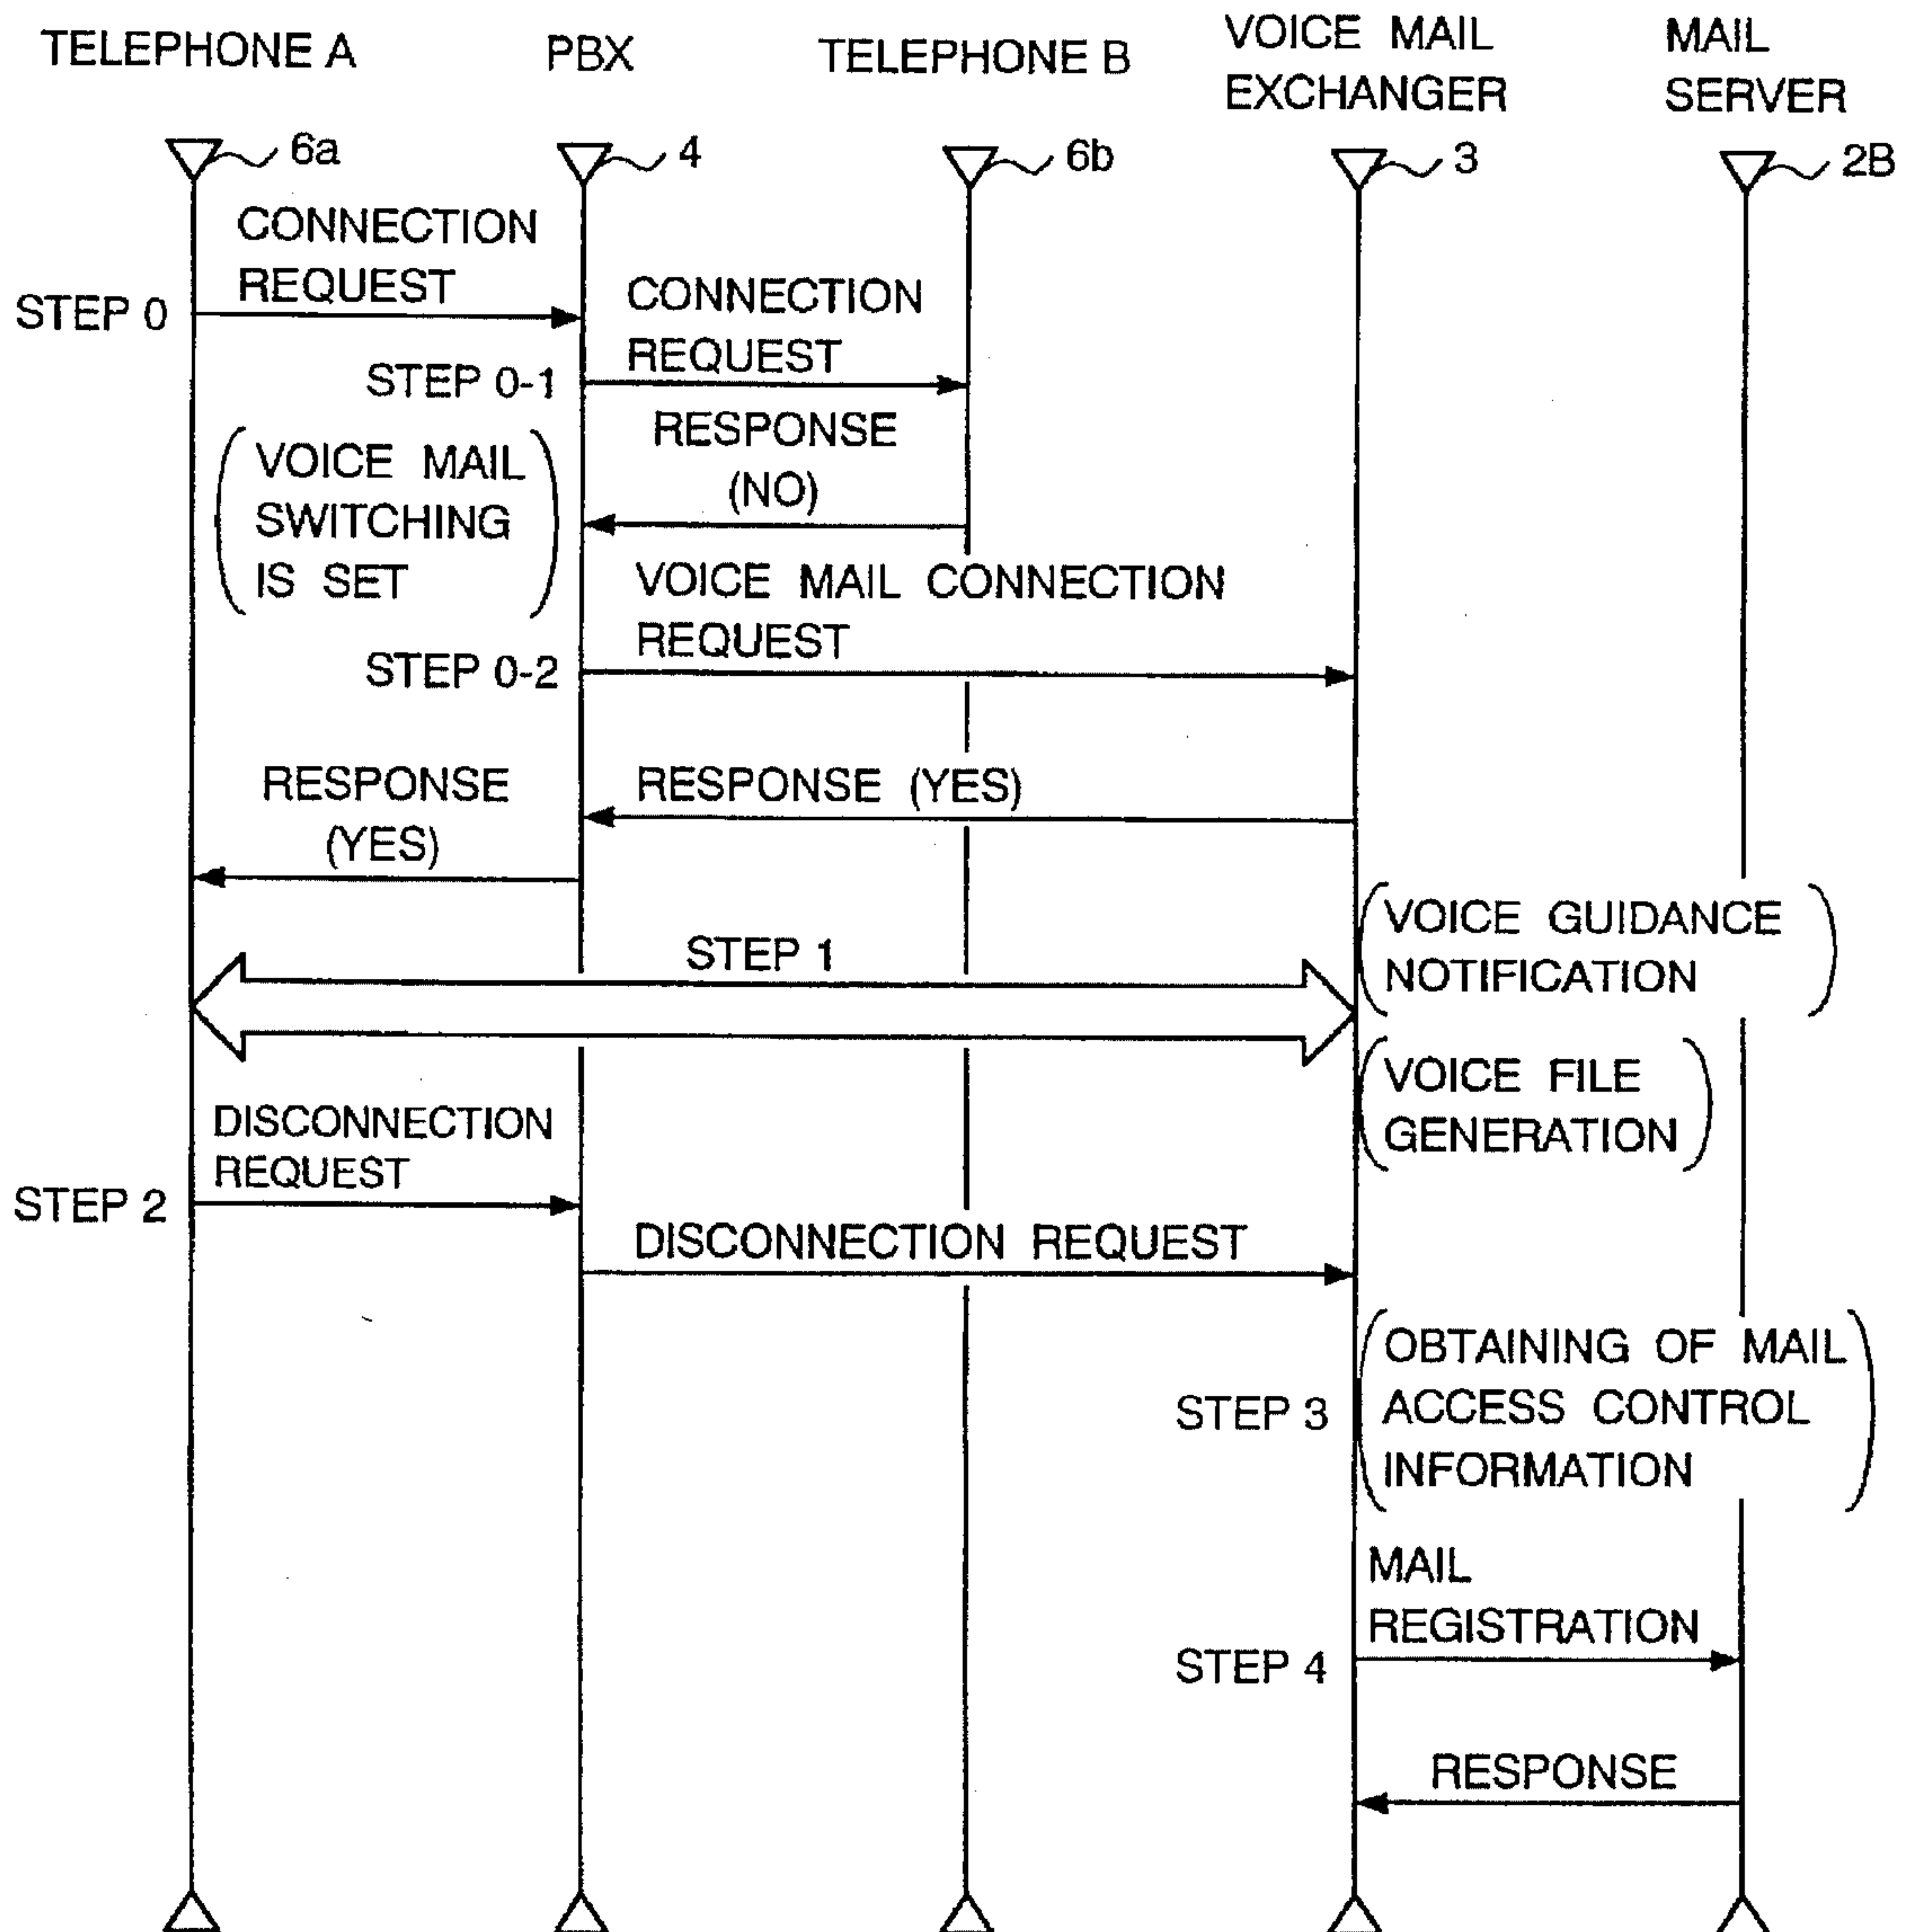 TELEPHONE A
PBX
TELEPHONE B
VOICE MAIL
EXCHANGER
MAIL
SERVER
6a
4
6b
3
2B
CONNECTION
REQUEST
STEP 0
CONNECTION
REQUEST
STEP 0-1
RESPONSE
(NO)
(VOICE MAIL
SWITCHING
IS SET)
VOICE MAIL CONNECTION
REQUEST
STEP 0-2
RESPONSE
(YES)
RESPONSE (YES)
STEP 1
(VOICE GUIDANCE
NOTIFICATION)
(VOICE FILE
GENERATION)
DISCONNECTION
REQUEST
STEP 2
DISCONNECTION REQUEST
(OBTAINING OF MAIL
ACCESS CONTROL
INFORMATION)
STEP 3
MAIL
REGISTRATION
STEP 4
RESPONSE